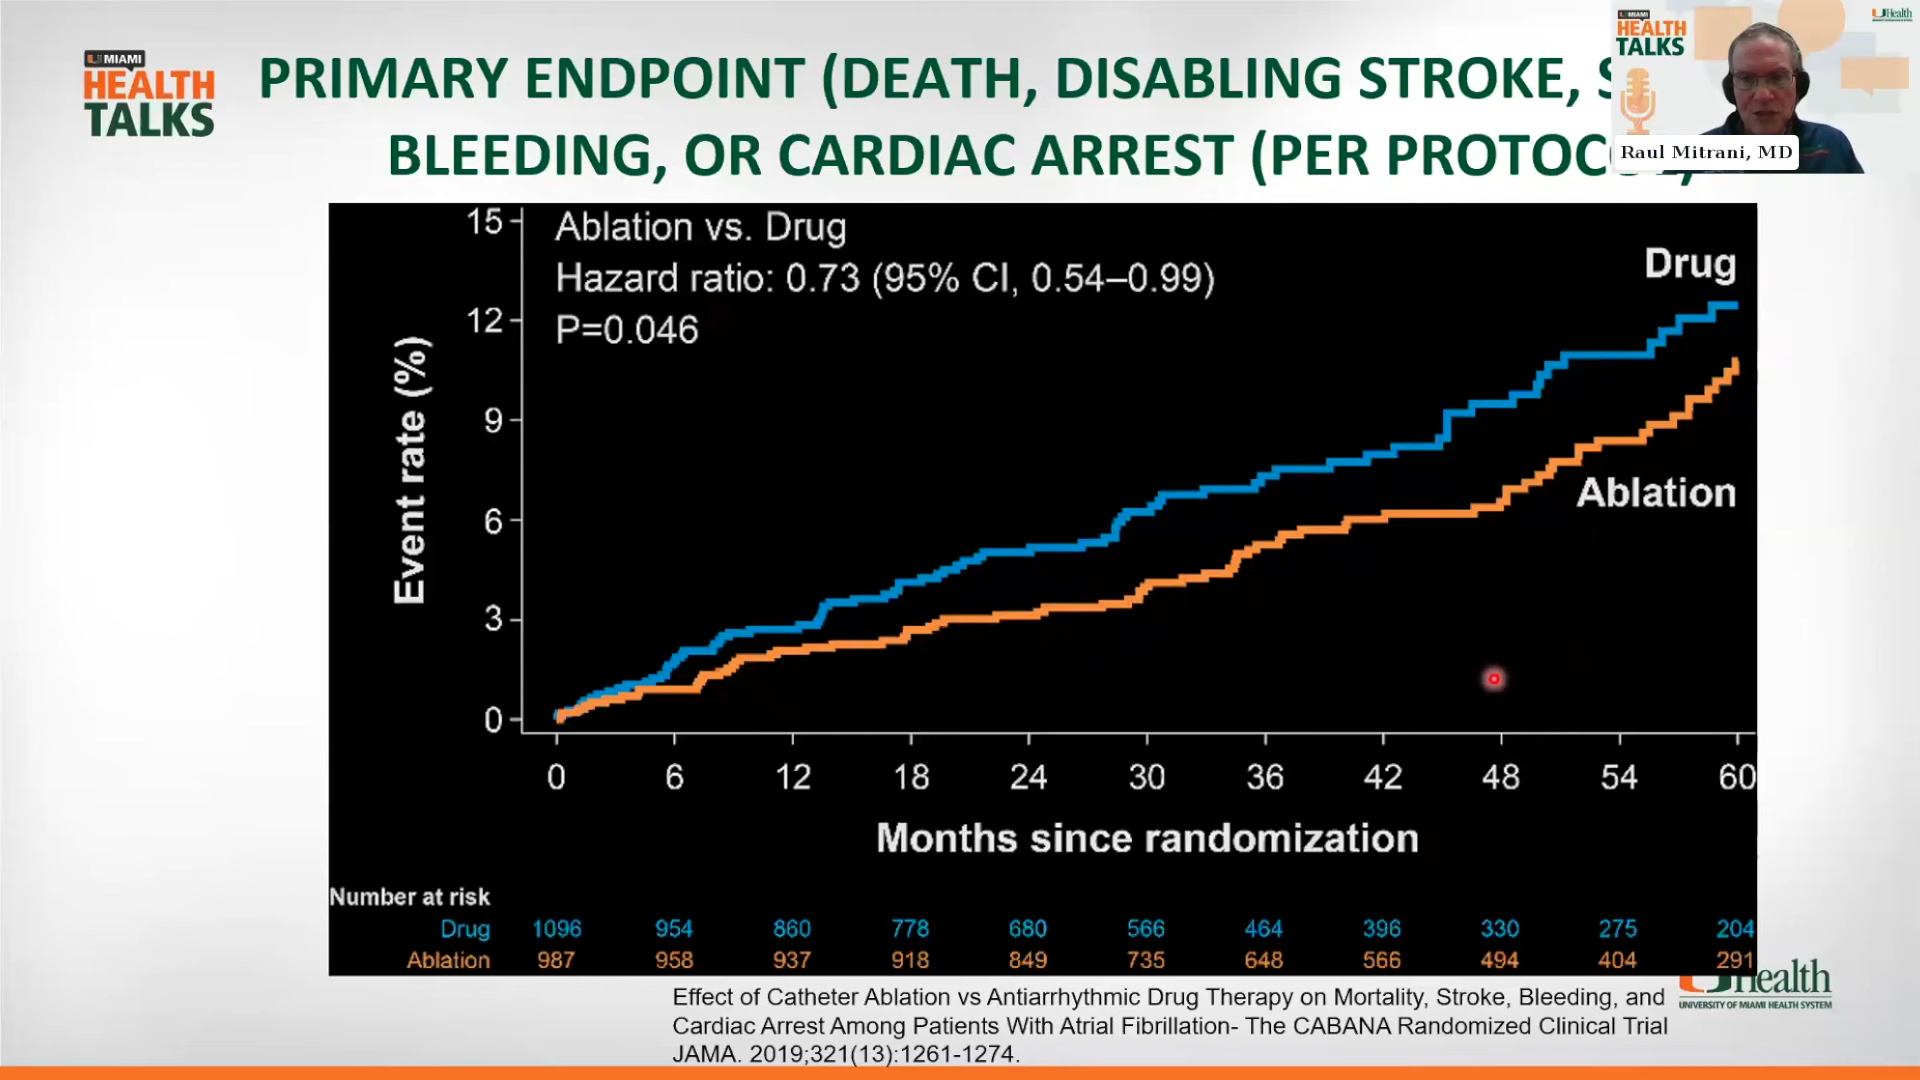 U MIAMI
HEALTH
TALKS
PRIMARY ENDPOINT (DEATH, DISABLING STROKE,
BLEEDING, OR CARDIAC ARREST (PER
U MIAMI
HEALTH
TALKS
UHealth
Raul Mitrani, MD
15
12
9
6
3
0
Event rate (%)
Ablation vs. Drug
Hazard ratio: 0.73 (95% CI, 0.54–0.99)
P=0.046
Drug
Ablation
0 6 12 18 24 30 36 42 48 54 60
Months since randomization
Number at risk
Drug 1096 954 860 778 680 566 464 396 330 275 204
Ablation 987 958 937 918 849 735 648 566 494 404 291
Effect of Catheter Ablation vs Antiarrhythmic Drug Therapy on Mortality, Stroke, Bleeding, and
Cardiac Arrest Among Patients With Atrial Fibrillation- The CABANA Randomized Clinical Trial
JAMA. 2019;321(13):1261-1274.
UHealth
UNIVERSITY OF MIAMI HEALTH SYSTEM